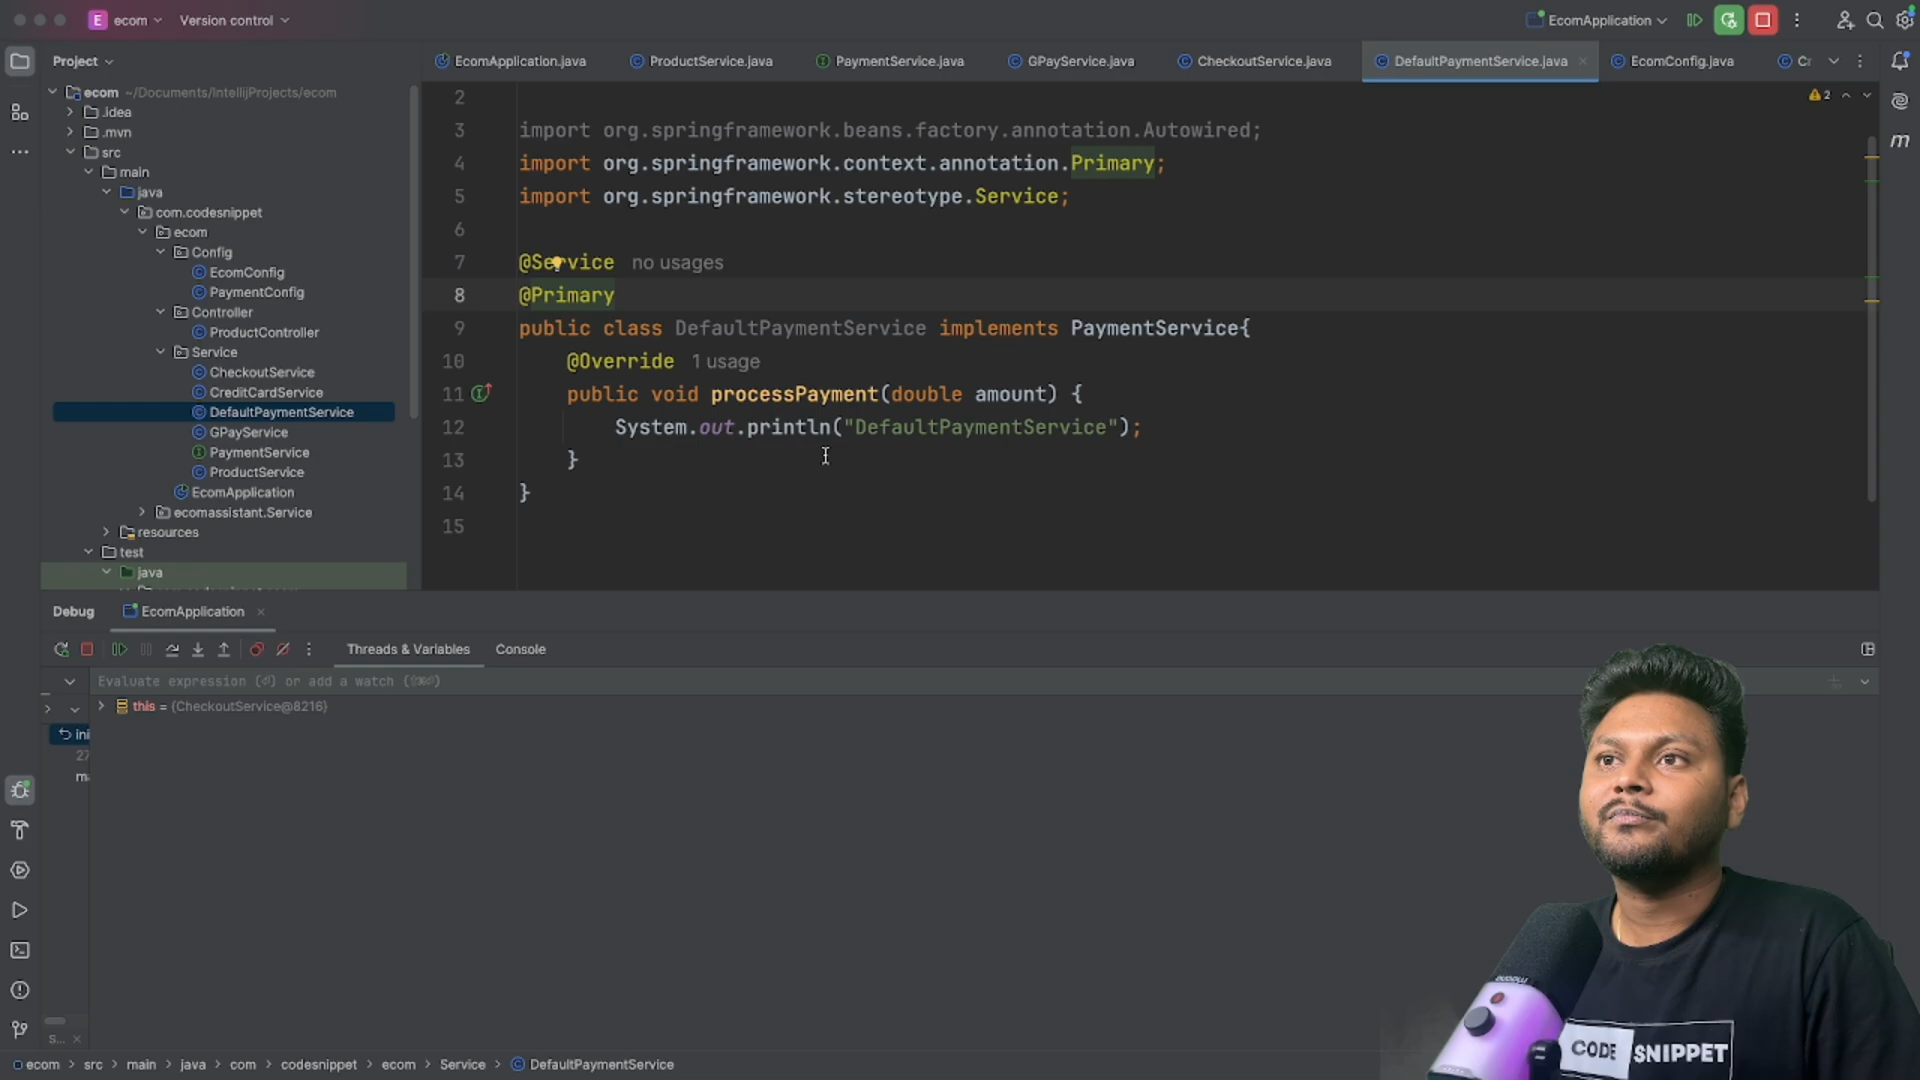 E ecom Version control EcomApplication
Project EcomApplication.java ProductService.java PaymentService.java GPayService.java CheckoutService.java DefaultPaymentService.java EcomConfig.java Cr
ecom ~/Documents/IntellijProjects/ecom
.idea
.mvn
src
main
java
com.codesnippet
ecom
Config
EcomConfig
PaymentConfig
Controller
ProductController
Service
CheckoutService
CreditCardService
DefaultPaymentService
GPayService
PaymentService
ProductService
EcomApplication
ecomassistant.Service
resources
test
java
2
2
3 import org.springframework.beans.factory.annotation.Autowired;
4 import org.springframework.context.annotation.Primary;
5 import org.springframework.stereotype.Service;
6
7 @Service no usages
8 @Primary
9 public class DefaultPaymentService implements PaymentService{
10 @Override 1 usage
11 public void processPayment(double amount) {
12 System.out.println("DefaultPaymentService");
13 }
14 }
15
Debug EcomApplication
Threads & Variables Console
Evaluate expression (⏎) or add a watch (⇧⌘⏎)
this = {CheckoutService@8216}
ini
27
ma
S...
CODE SNIPPET
ecom > src > main > java > com > codesnippet > ecom > Service > DefaultPaymentService